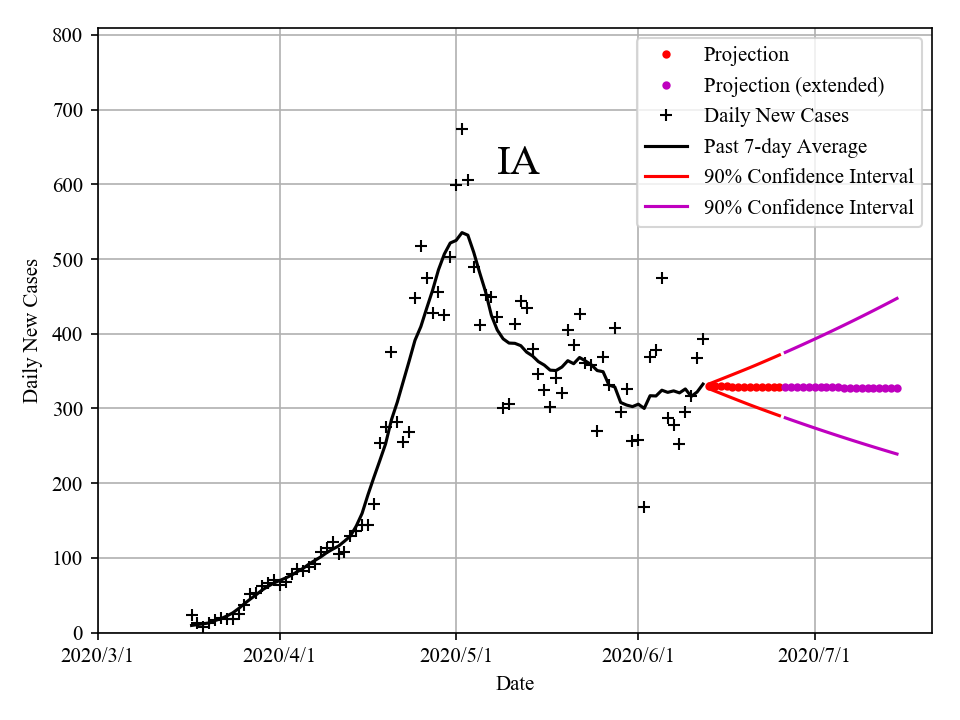 800
700
600
500
400
300
200
100
0
Daily New Cases
2020/3/1
2020/4/1
2020/5/1
2020/6/1
2020/7/1
Date
IA
Projection
Projection (extended)
Daily New Cases
Past 7-day Average
90% Confidence Interval
90% Confidence Interval